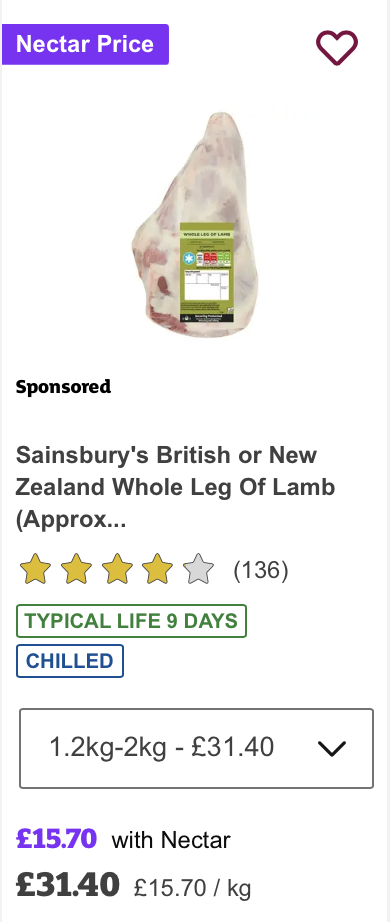 Nectar Price
WHOLE LEG OF LAMB
Sponsored
Sainsbury's British or New
Zealand Whole Leg Of Lamb
(Approx...
(136)
TYPICAL LIFE 9 DAYS
CHILLED
1.2kg-2kg - £31.40
£15.70 with Nectar
£31.40 £15.70 / kg